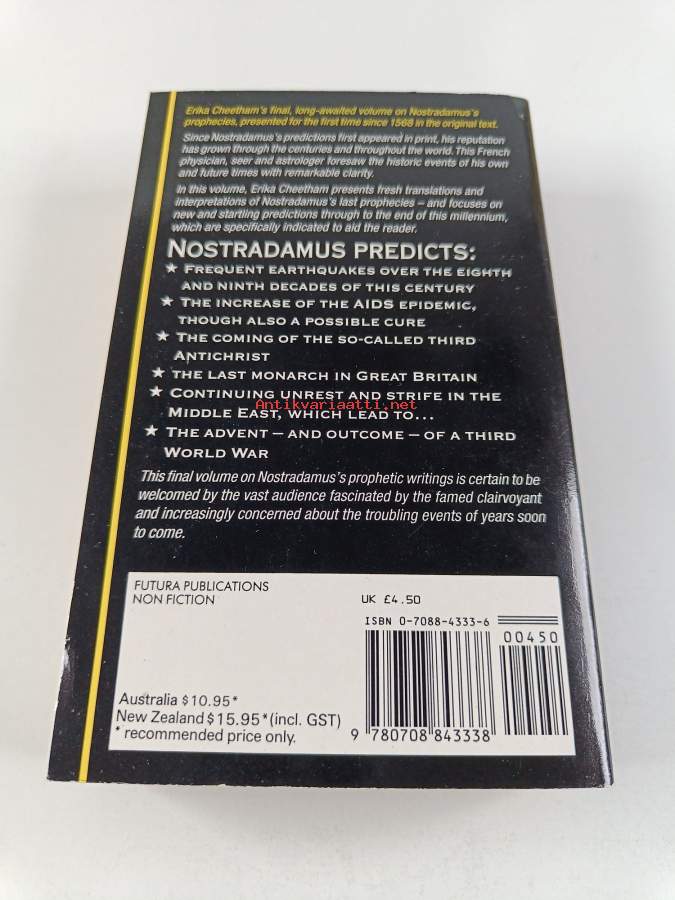 Erika Cheetham's final, long-awaited volume on Nostradamus's
prophecies, presented for the first time since 1568 in the original text.
Since Nostradamus's predictions first appeared in print, his reputation
has grown through the centuries and throughout the world. This French
physician, seer and astrologer foresaw the historic events of his own
and future times with remarkable clarity.
In this volume, Erika Cheetham presents fresh translations and
interpretations of Nostradamus's last prophecies – and focuses on
new and startling predictions through to the end of this millennium,
which are specifically indicated to aid the reader.
NOSTRADAMUS PREDICTS:
★ FREQUENT EARTHQUAKES OVER THE EIGHTH
AND NINTH DECADES OF THIS CENTURY
★ THE INCREASE OF THE AIDS EPIDEMIC,
THOUGH ALSO A POSSIBLE CURE
★ THE COMING OF THE SO-CALLED THIRD
ANTICHRIST
★ THE LAST MONARCH IN GREAT BRITAIN
★ CONTINUING UNREST AND STRIFE IN THE
Antikvariaatti.net
MIDDLE EAST, WHICH LEAD TO...
★ THE ADVENT – AND OUTCOME – OF A THIRD
WORLD WAR
This final volume on Nostradamus's prophetic writings is certain to be
welcomed by the vast audience fascinated by the famed clairvoyant
and increasingly concerned about the troubling events of years soon
to come.
FUTURA PUBLICATIONS
NON FICTION
UK £4.50
ISBN 0-7088-4333-6
00450
Australia $10.95*
New Zealand $15.95*(incl. GST)
*recommended price only.
9 780708 843338